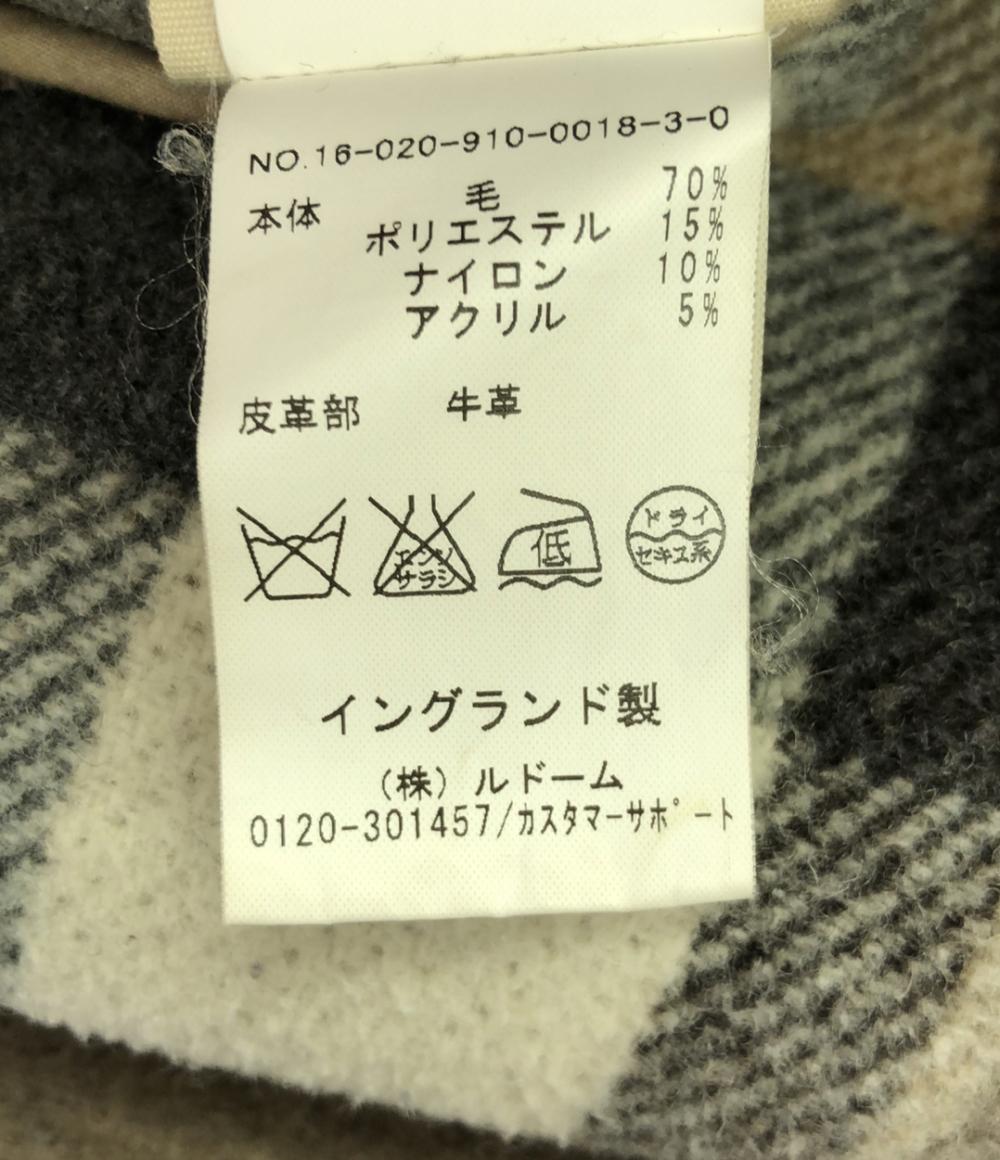 NO.16-020-910-0018-3-0
本体 毛 70%
ポリエステル 15%
ナイロン 10%
アクリル 5%
皮革部 牛革
エンソ
サラシ
低
ドライ
セキユ系
イングランド製
(株)ルドーム
0120-301457/カスタマーサポート